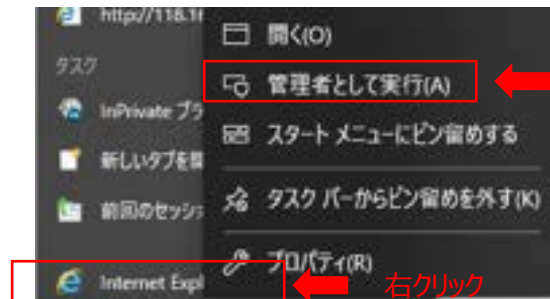 http://118.16
タスク
InPrivate ブラ
新しいタブを開
前回のセッショ
Internet Expl
開く(O)
管理者として実行(A)
スタート メニューにピン留めする
タスク バーからピン留めを外す(K)
プロパティ(R)
右クリック